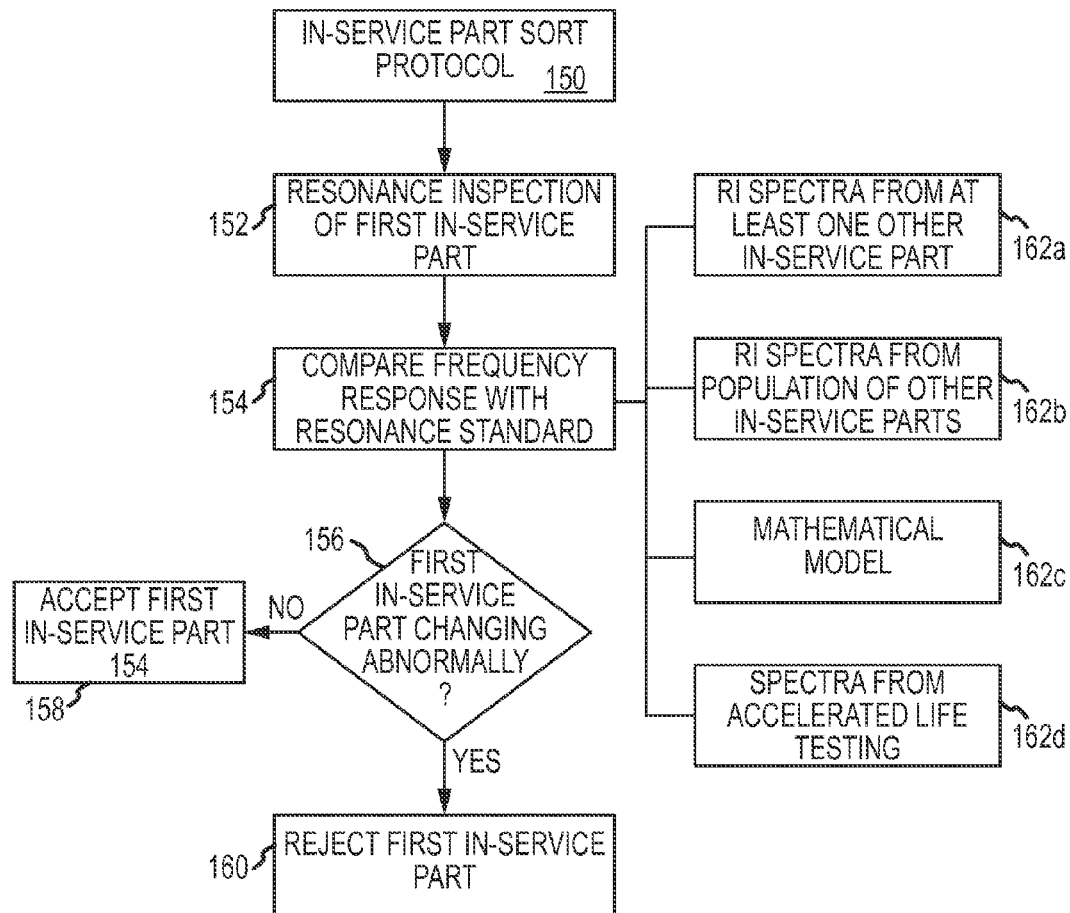 IN-SERVICE PART SORT
PROTOCOL 150
152
RESONANCE INSPECTION
OF FIRST IN-SERVICE
PART
RI SPECTRA FROM AT
LEAST ONE OTHER
IN-SERVICE PART
162a
154
COMPARE FREQUENCY
RESPONSE WITH
RESONANCE STANDARD
RI SPECTRA FROM
POPULATION OF OTHER
IN-SERVICE PARTS
162b
156
FIRST
IN-SERVICE
PART CHANGING
ABNORMALLY
?
MATHEMATICAL
MODEL
162c
NO
ACCEPT FIRST
IN-SERVICE PART
154
158
SPECTRA FROM
ACCELERATED LIFE
TESTING
162d
YES
160
REJECT FIRST IN-SERVICE
PART